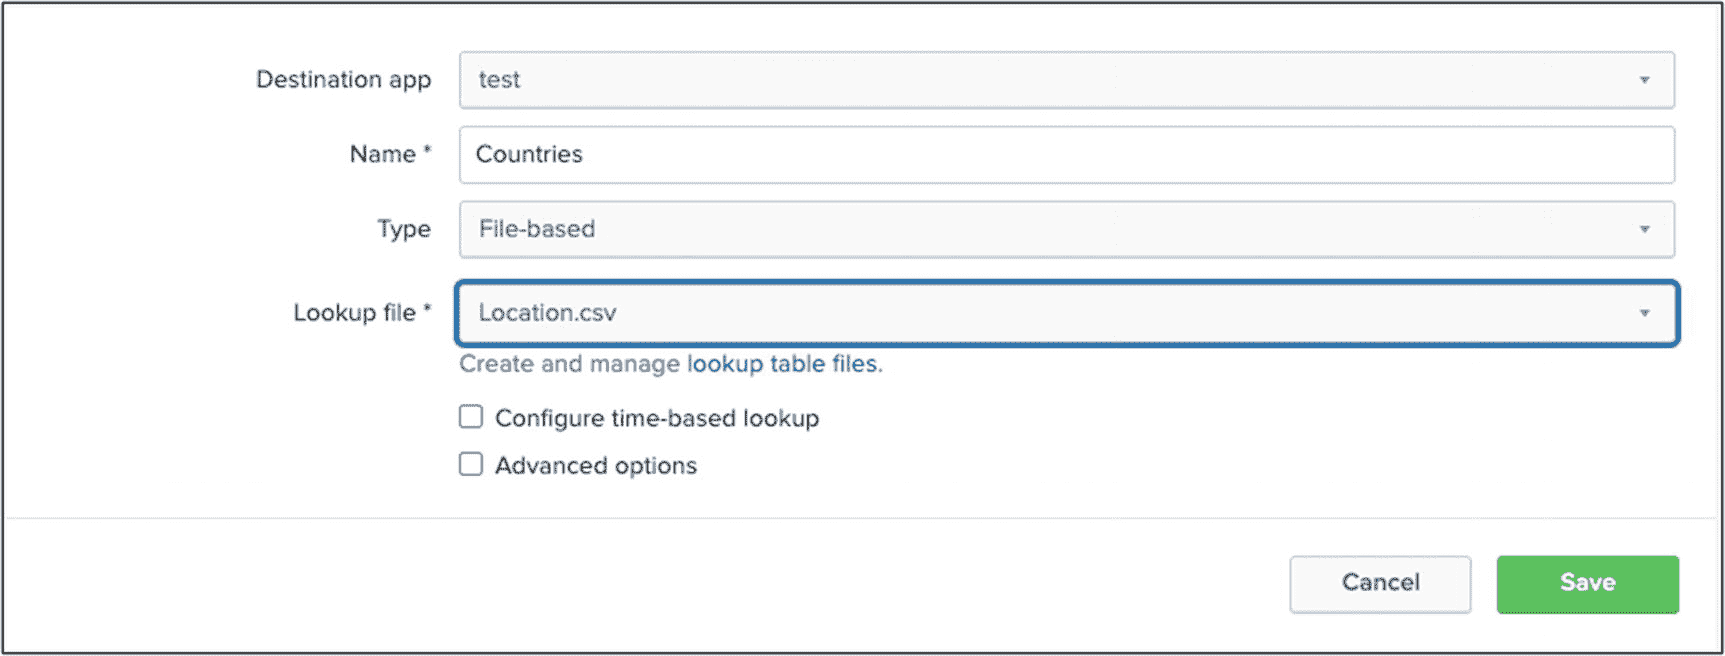 Destination app test
Name * Countries
Type File-based
Lookup file * Location.csv
Create and manage lookup table files.
Configure time-based lookup
Advanced options
Cancel Save